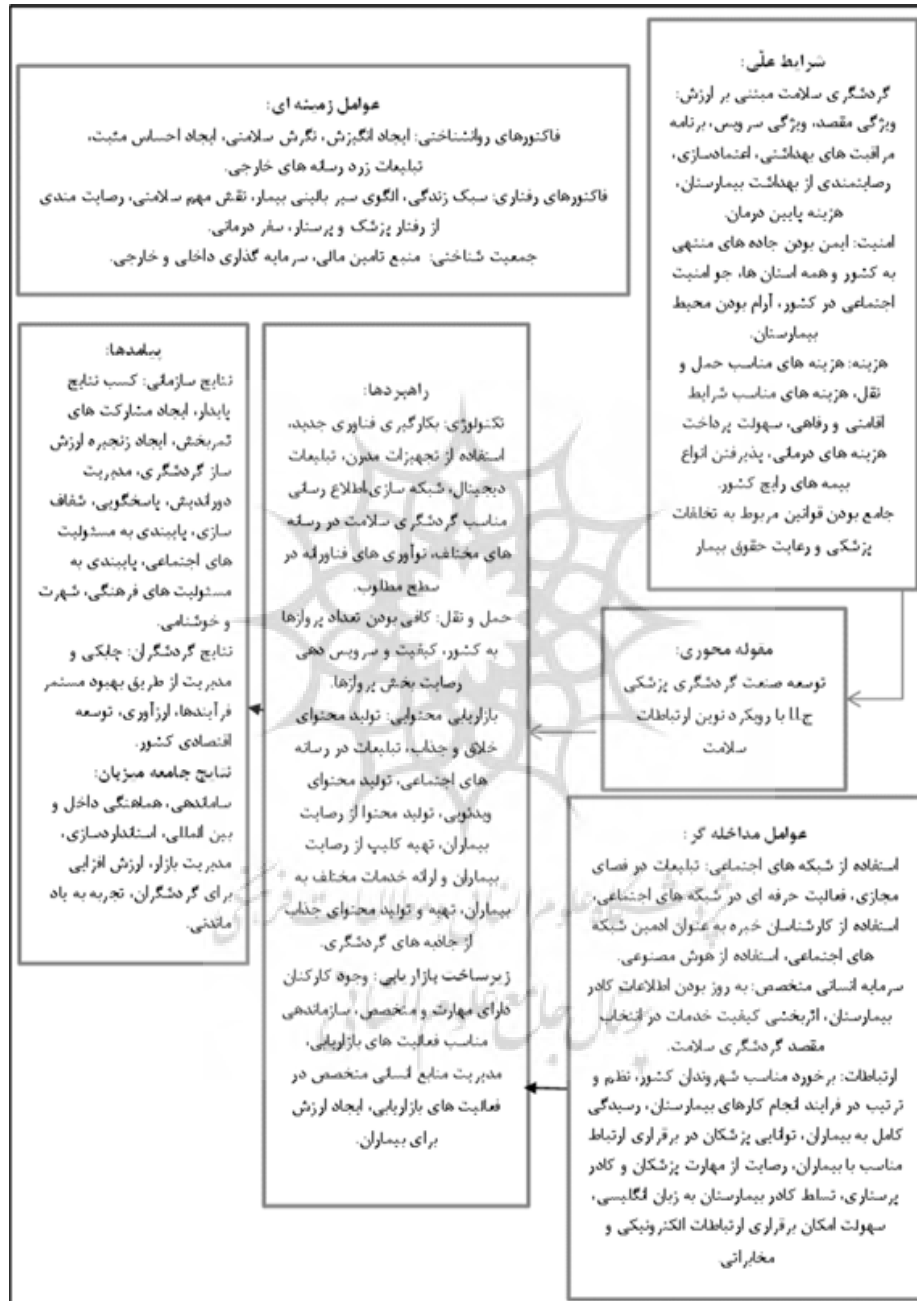 شرایط علّی:
گردشگری سلامت مبتنی بر ارزش:
ویژگی مقصد، ویژگی سرویس، برنامه
مراقبت های بهداشتی، اعتمادسازی،
رضایتمندی از بهداشت بیمارستان،
هزینه پایین درمان.
امنیت: ایمن بودن جاده های منتهی
به کشور و همه استان ها، جو امنیت
اجتماعی در کشور، آرام بودن محیط
بیمارستان.
هزینه: هزینه های مناسب حمل و
نقل، هزینه های مناسب شرایط
اقامتی و رفاهی، سهولت پرداخت
هزینه های درمانی، پذیرفتن انواع
بیمه های رایج کشور.
جامع بودن قوانین مربوط به تخلفات
پزشکی و رعایت حقوق بیمار
عوامل زمینه ای:
فاکتورهای روانشناختی: ایجاد انگیزش، نگرش سلامتی، ایجاد احساس مثبت،
تبلیغات زرد رسانه های خارجی.
فاکتورهای رفتاری: سبک زندگی، الگوی سیر بالینی بیمار، نقش مهم سلامتی، رضایت مندی
از رفتار پزشک و پرستار، سفر درمانی.
جمعیت شناختی: منبع تامین مالی، سرمایه گذاری داخلی و خارجی.
مقوله محوری:
توسعه صنعت گردشگری پزشکی
ج.ا.ا با رویکرد نوین ارتباطات
سلامت
عوامل مداخله گر:
استفاده از شبکه های اجتماعی: تبلیغات در فضای
مجازی، فعالیت حرفه ای در شبکه های اجتماعی،
استفاده از کارشناسان خبره به عنوان ادمین شبکه
های اجتماعی، استفاده از هوش مصنوعی.
سرمایه انسانی متخصص: به روز بودن اطلاعات کادر
بیمارستان، اثربخشی کیفیت خدمات در انتخاب
مقصد گردشگری سلامت.
ارتباطات: برخورد مناسب شهروندان کشور، نظم و
ترتیب در فرایند انجام کارهای بیمارستان، رسیدگی
کامل به بیماران، توانایی پزشکان در برقراری ارتباط
مناسب با بیماران، رضایت از مهارت پزشکان و کادر
پرستاری، تسلط کادر بیمارستان به زبان انگلیسی،
سهولت امکان برقراری ارتباطات الکترونیکی و
مخابراتی.
راهبردها:
تکنولوژی: بکارگیری فناوری جدید،
استفاده از تجهیزات مدرن، تبلیغات
دیجیتال، شبکه سازی،اطلاع رسانی
مناسب گردشگری سلامت در رسانه
های مختلف، نوآوری های فناورانه در
سطح مطلوب.
حمل و نقل: کافی بودن تعداد پروازها
به کشور، کیفیت و سرویس دهی
رضایت بخش پروازها.
بازاریابی محتوایی: تولید محتوای
خلاق و جذاب، تبلیغات در رسانه
های اجتماعی، تولید محتوای
ویدئویی، تولید محتوا از رضایت
بیماران، تهیه کلیپ از رضایت
بیماران و ارائه خدمات مختلف به
بیماران، تهیه و تولید محتوای جذاب
از جاذبه های گردشگری.
زیرساخت بازاریابی: وجود کارکنان
دارای مهارت و متخصص، سازماندهی
مناسب فعالیت های بازاریابی،
مدیریت منابع انسانی متخصص در
فعالیت های بازاریابی، ایجاد ارزش
برای بیماران.
پیامدها:
نتایج سازمانی: کسب نتایج
پایدار، ایجاد مشارکت های
ثمربخش، ایجاد زنجیره ارزش
ساز گردشگری، مدیریت
دوراندیش، پاسخگویی، شفاف
سازی، پایبندی به مسئولیت
های اجتماعی، پایبندی به
مسئولیت های فرهنگی، شهرت
و خوشنامی.
نتایج گردشگران: چابکی و
مدیریت از طریق بهبود مستمر
فرآیندها، ارزآوری، توسعه
اقتصادی کشور.
نتایج جامعه میزبان:
ساماندهی، هماهنگی داخل و
بین المللی، استانداردسازی،
مدیریت بازار، ارزش افزایی
برای گردشگران، تجربه به یاد
ماندنی.
پژوهشگاه علوم انسانی و مطالعات فرهنگی
پرتال جامع علوم انسانی